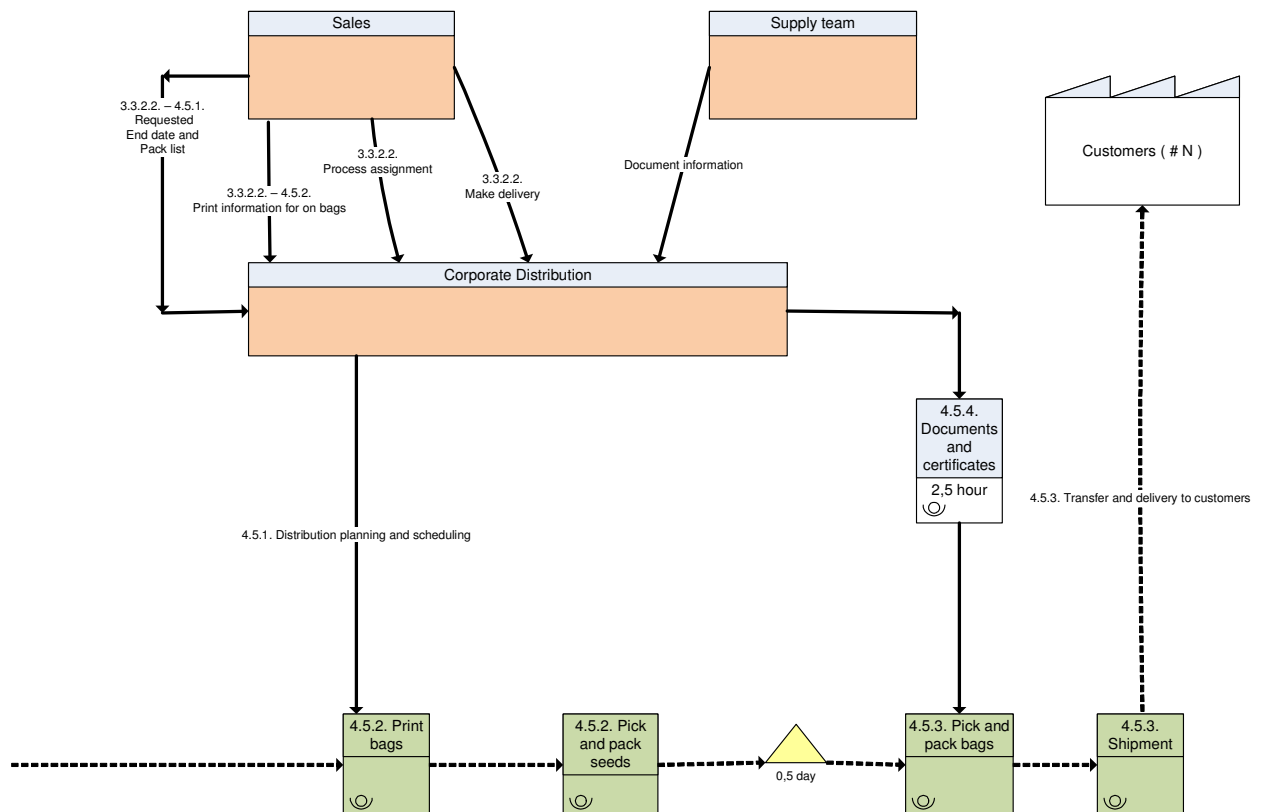 Sales
Supply team
3.3.2.2. – 4.5.1.
Requested
End date and
Pack list
Customers ( # N )
3.3.2.2.
Process assignment
Document information
3.3.2.2.
Make delivery
3.3.2.2. – 4.5.2.
Print information for on bags
Corporate Distribution
4.5.4.
Documents
and
certificates
2,5 hour
4.5.3. Transfer and delivery to customers
4.5.1. Distribution planning and scheduling
4.5.2. Print
bags
4.5.2. Pick
and pack
seeds
0,5 day
4.5.3. Pick and
pack bags
4.5.3.
Shipment